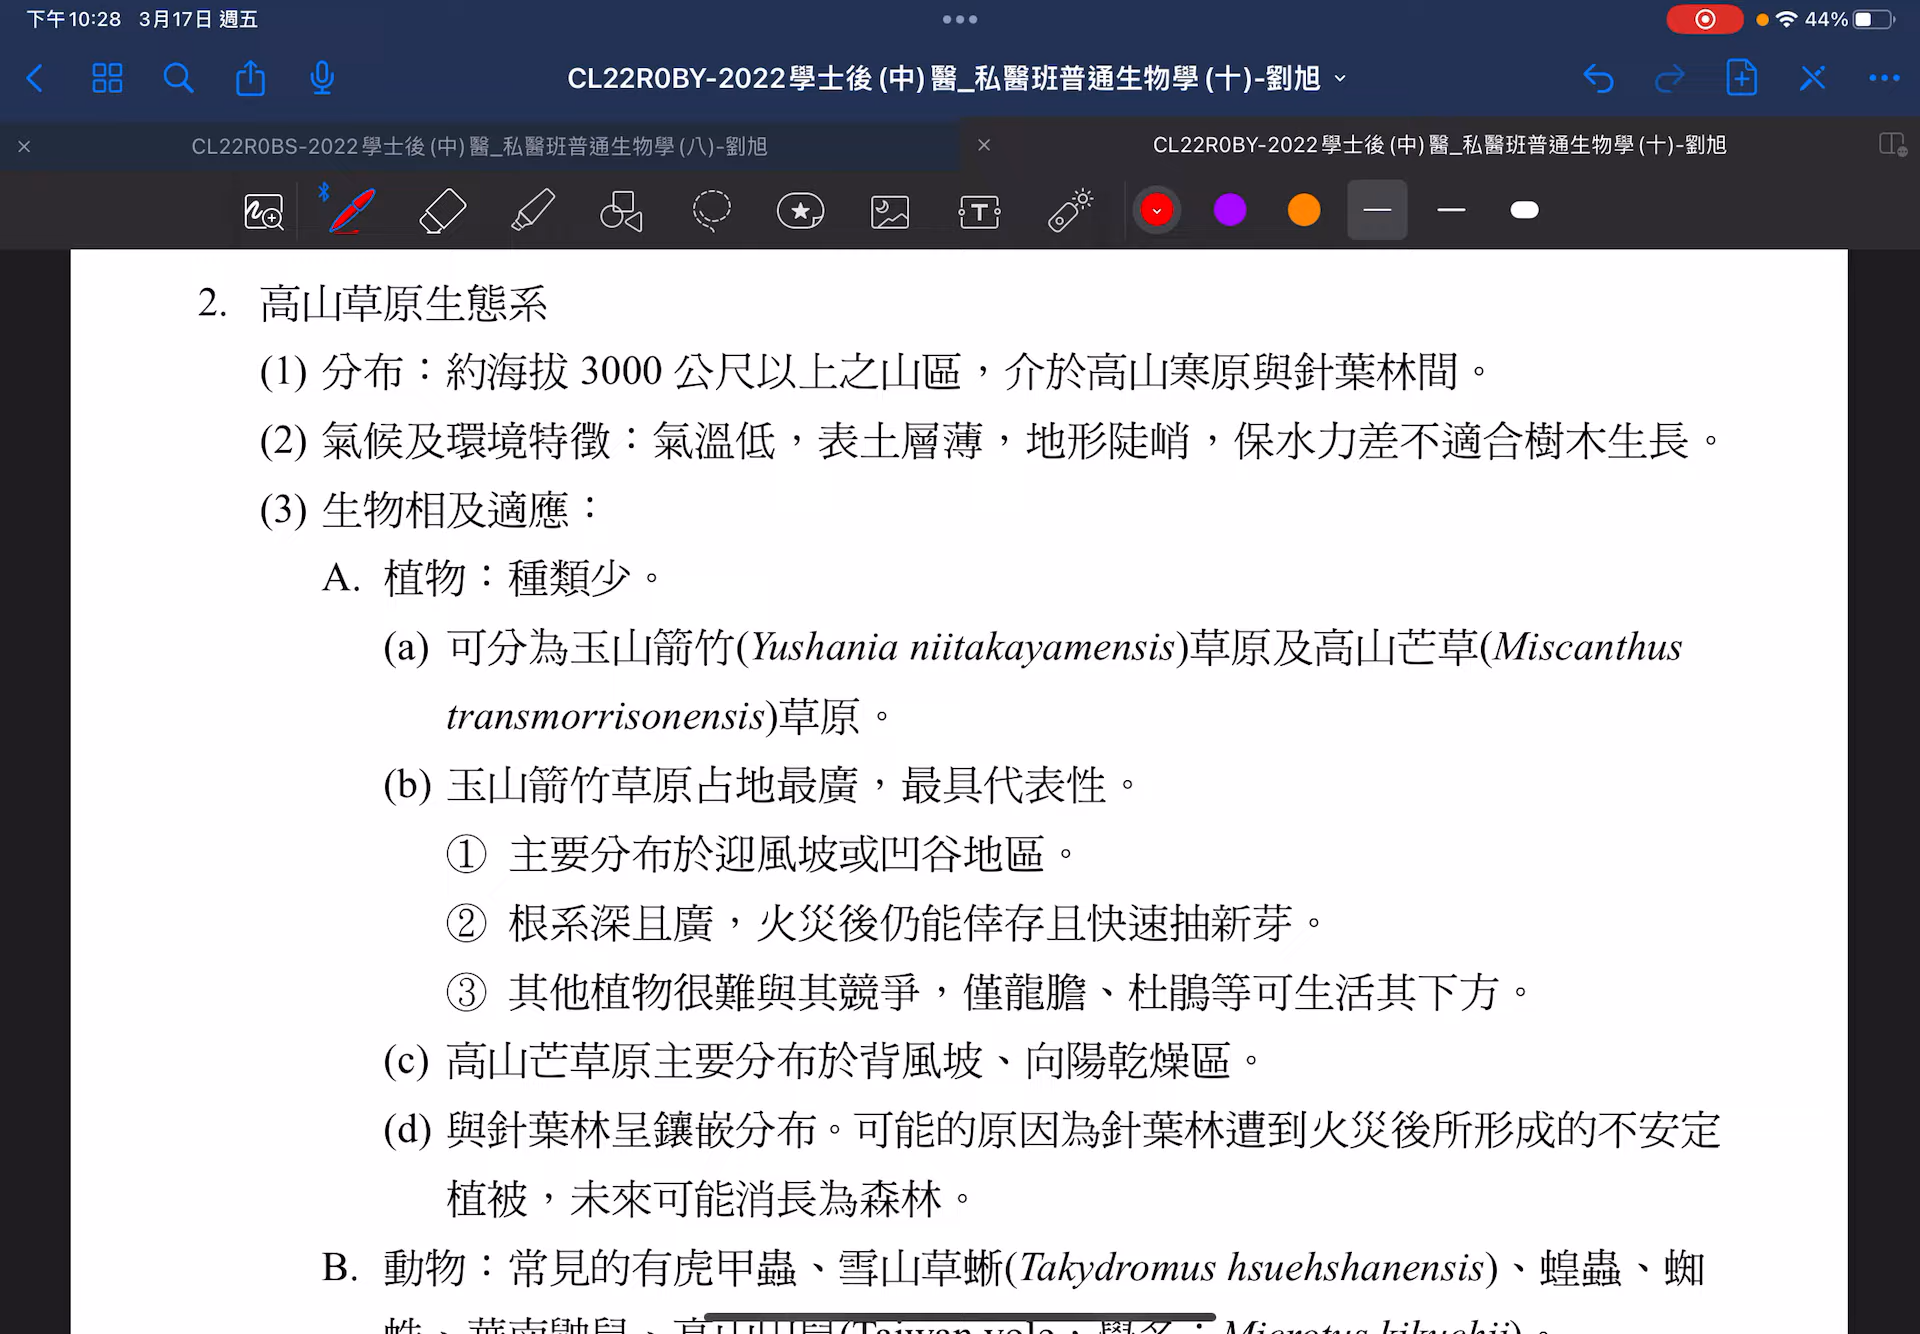 下午10:28 3月17日 週五
44%
CL22R0BY-2022學士後(中)醫_私醫班普通生物學(十)-劉旭
CL22R0BS-2022學士後(中)醫_私醫班普通生物學(八)-劉旭
CL22R0BY-2022學士後(中)醫_私醫班普通生物學(十)-劉旭
2. 高山草原生態系
(1) 分布：約海拔 3000 公尺以上之山區，介於高山寒原與針葉林間。
(2) 氣候及環境特徵：氣溫低，表土層薄，地形陡峭，保水力差不適合樹木生長。
(3) 生物相及適應：
A. 植物：種類少。
(a) 可分為玉山箭竹(Yushania niitakayamensis)草原及高山芒草(Miscanthus
transmorrisonensis)草原。
(b) 玉山箭竹草原占地最廣，最具代表性。
① 主要分布於迎風坡或凹谷地區。
② 根系深且廣，火災後仍能倖存且快速抽新芽。
③ 其他植物很難與其競爭，僅龍膽、杜鵑等可生活其下方。
(c) 高山芒草原主要分布於背風坡、向陽乾燥區。
(d) 與針葉林呈鑲嵌分布。可能的原因為針葉林遭到火災後所形成的不安定
植被，未來可能消長為森林。
B. 動物：常見的有虎甲蟲、雪山草蜥(Takydromus hsuehshanensis)、蝗蟲、蜘
蛛、華南鼬鼠、高山田鼠(Taiwan vole，學名：Microtus kikuchii)。